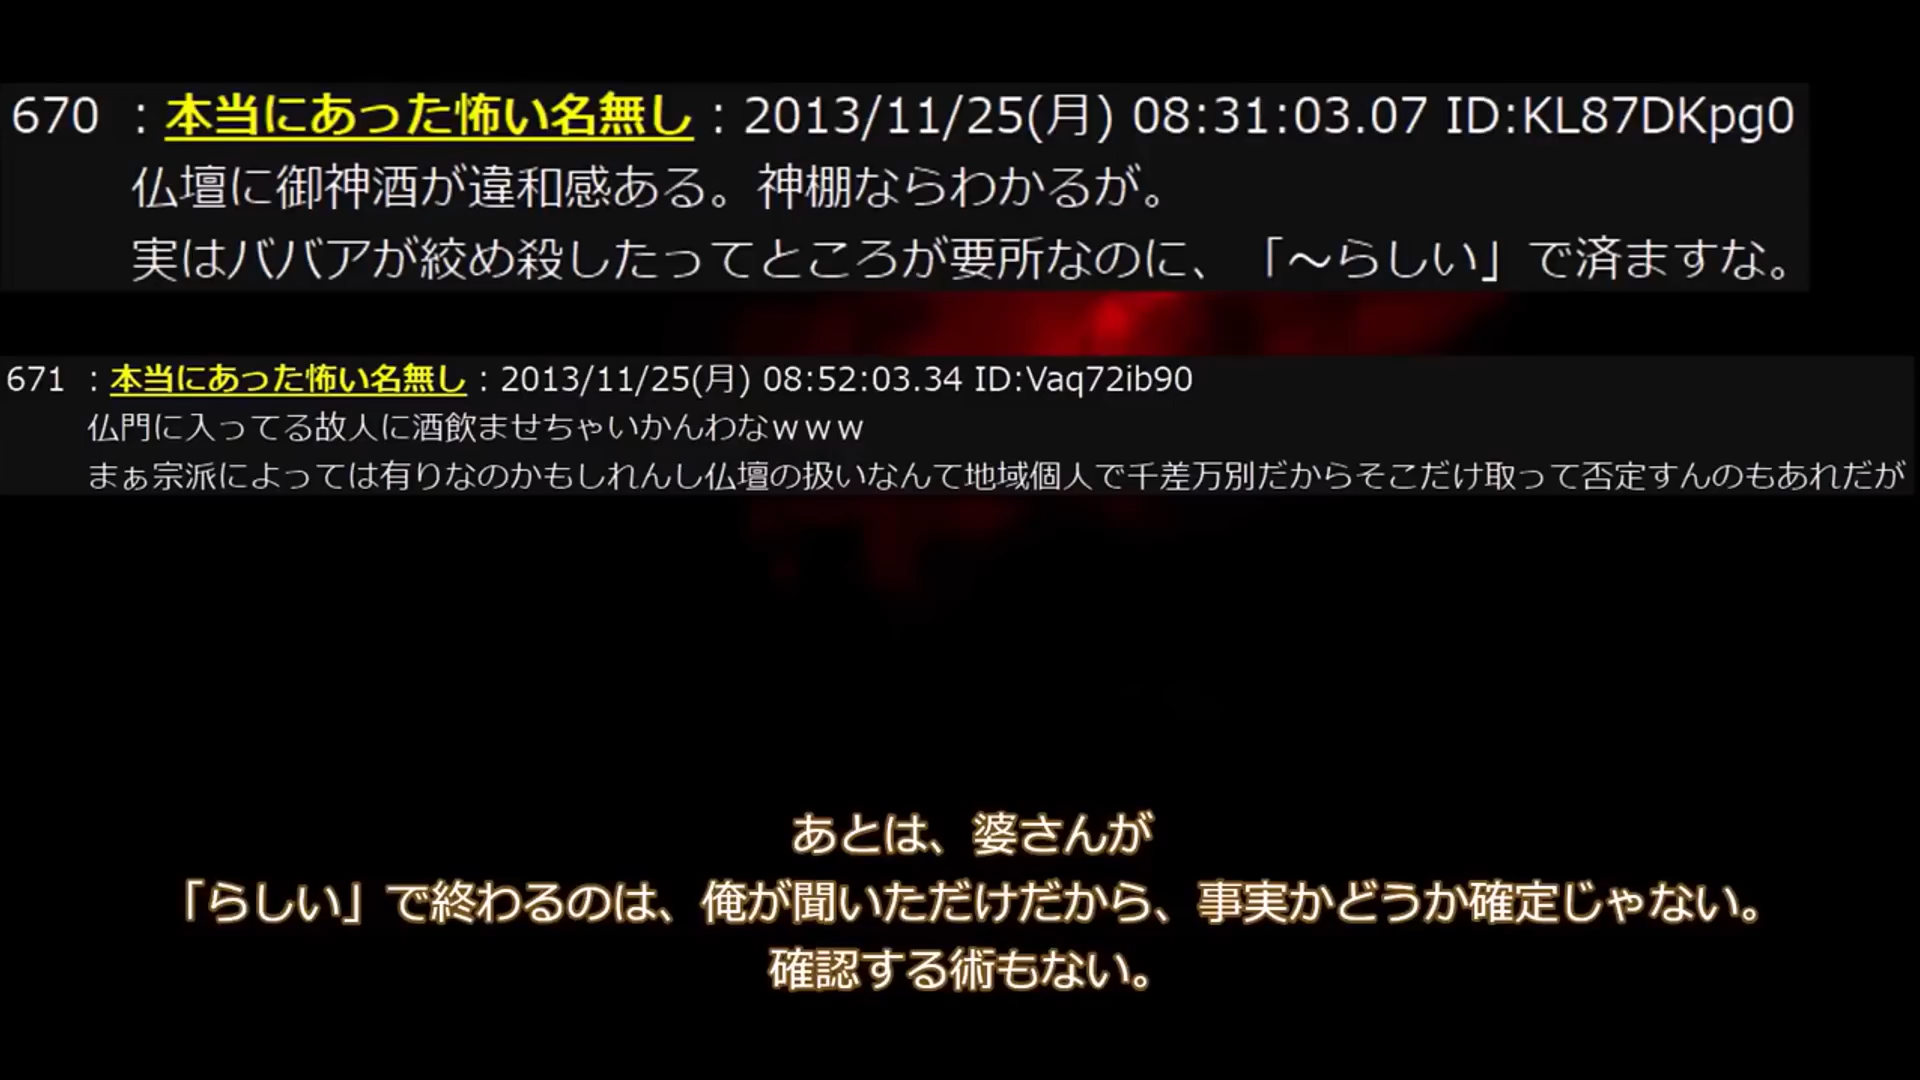 670 ：本当にあった怖い名無し：2013/11/25(月) 08:31:03.07 ID:KL87DKpg0
仏壇に御神酒が違和感ある。神棚ならわかるが。
実はババアが絞め殺したってところが要所なのに、「～らしい」で済ますな。
671 ：本当にあった怖い名無し：2013/11/25(月) 08:52:03.34 ID:Vaq72ib90
仏門に入ってる故人に酒飲ませちゃいかんわなｗｗｗ
まぁ宗派によっては有りなのかもしれんし仏壇の扱いなんて地域個人で千差万別だからそこだけ取って否定すんのもあれだが
あとは、婆さんが
「らしい」で終わるのは、俺が聞いただけだから、事実かどうか確定じゃない。
確認する術もない。